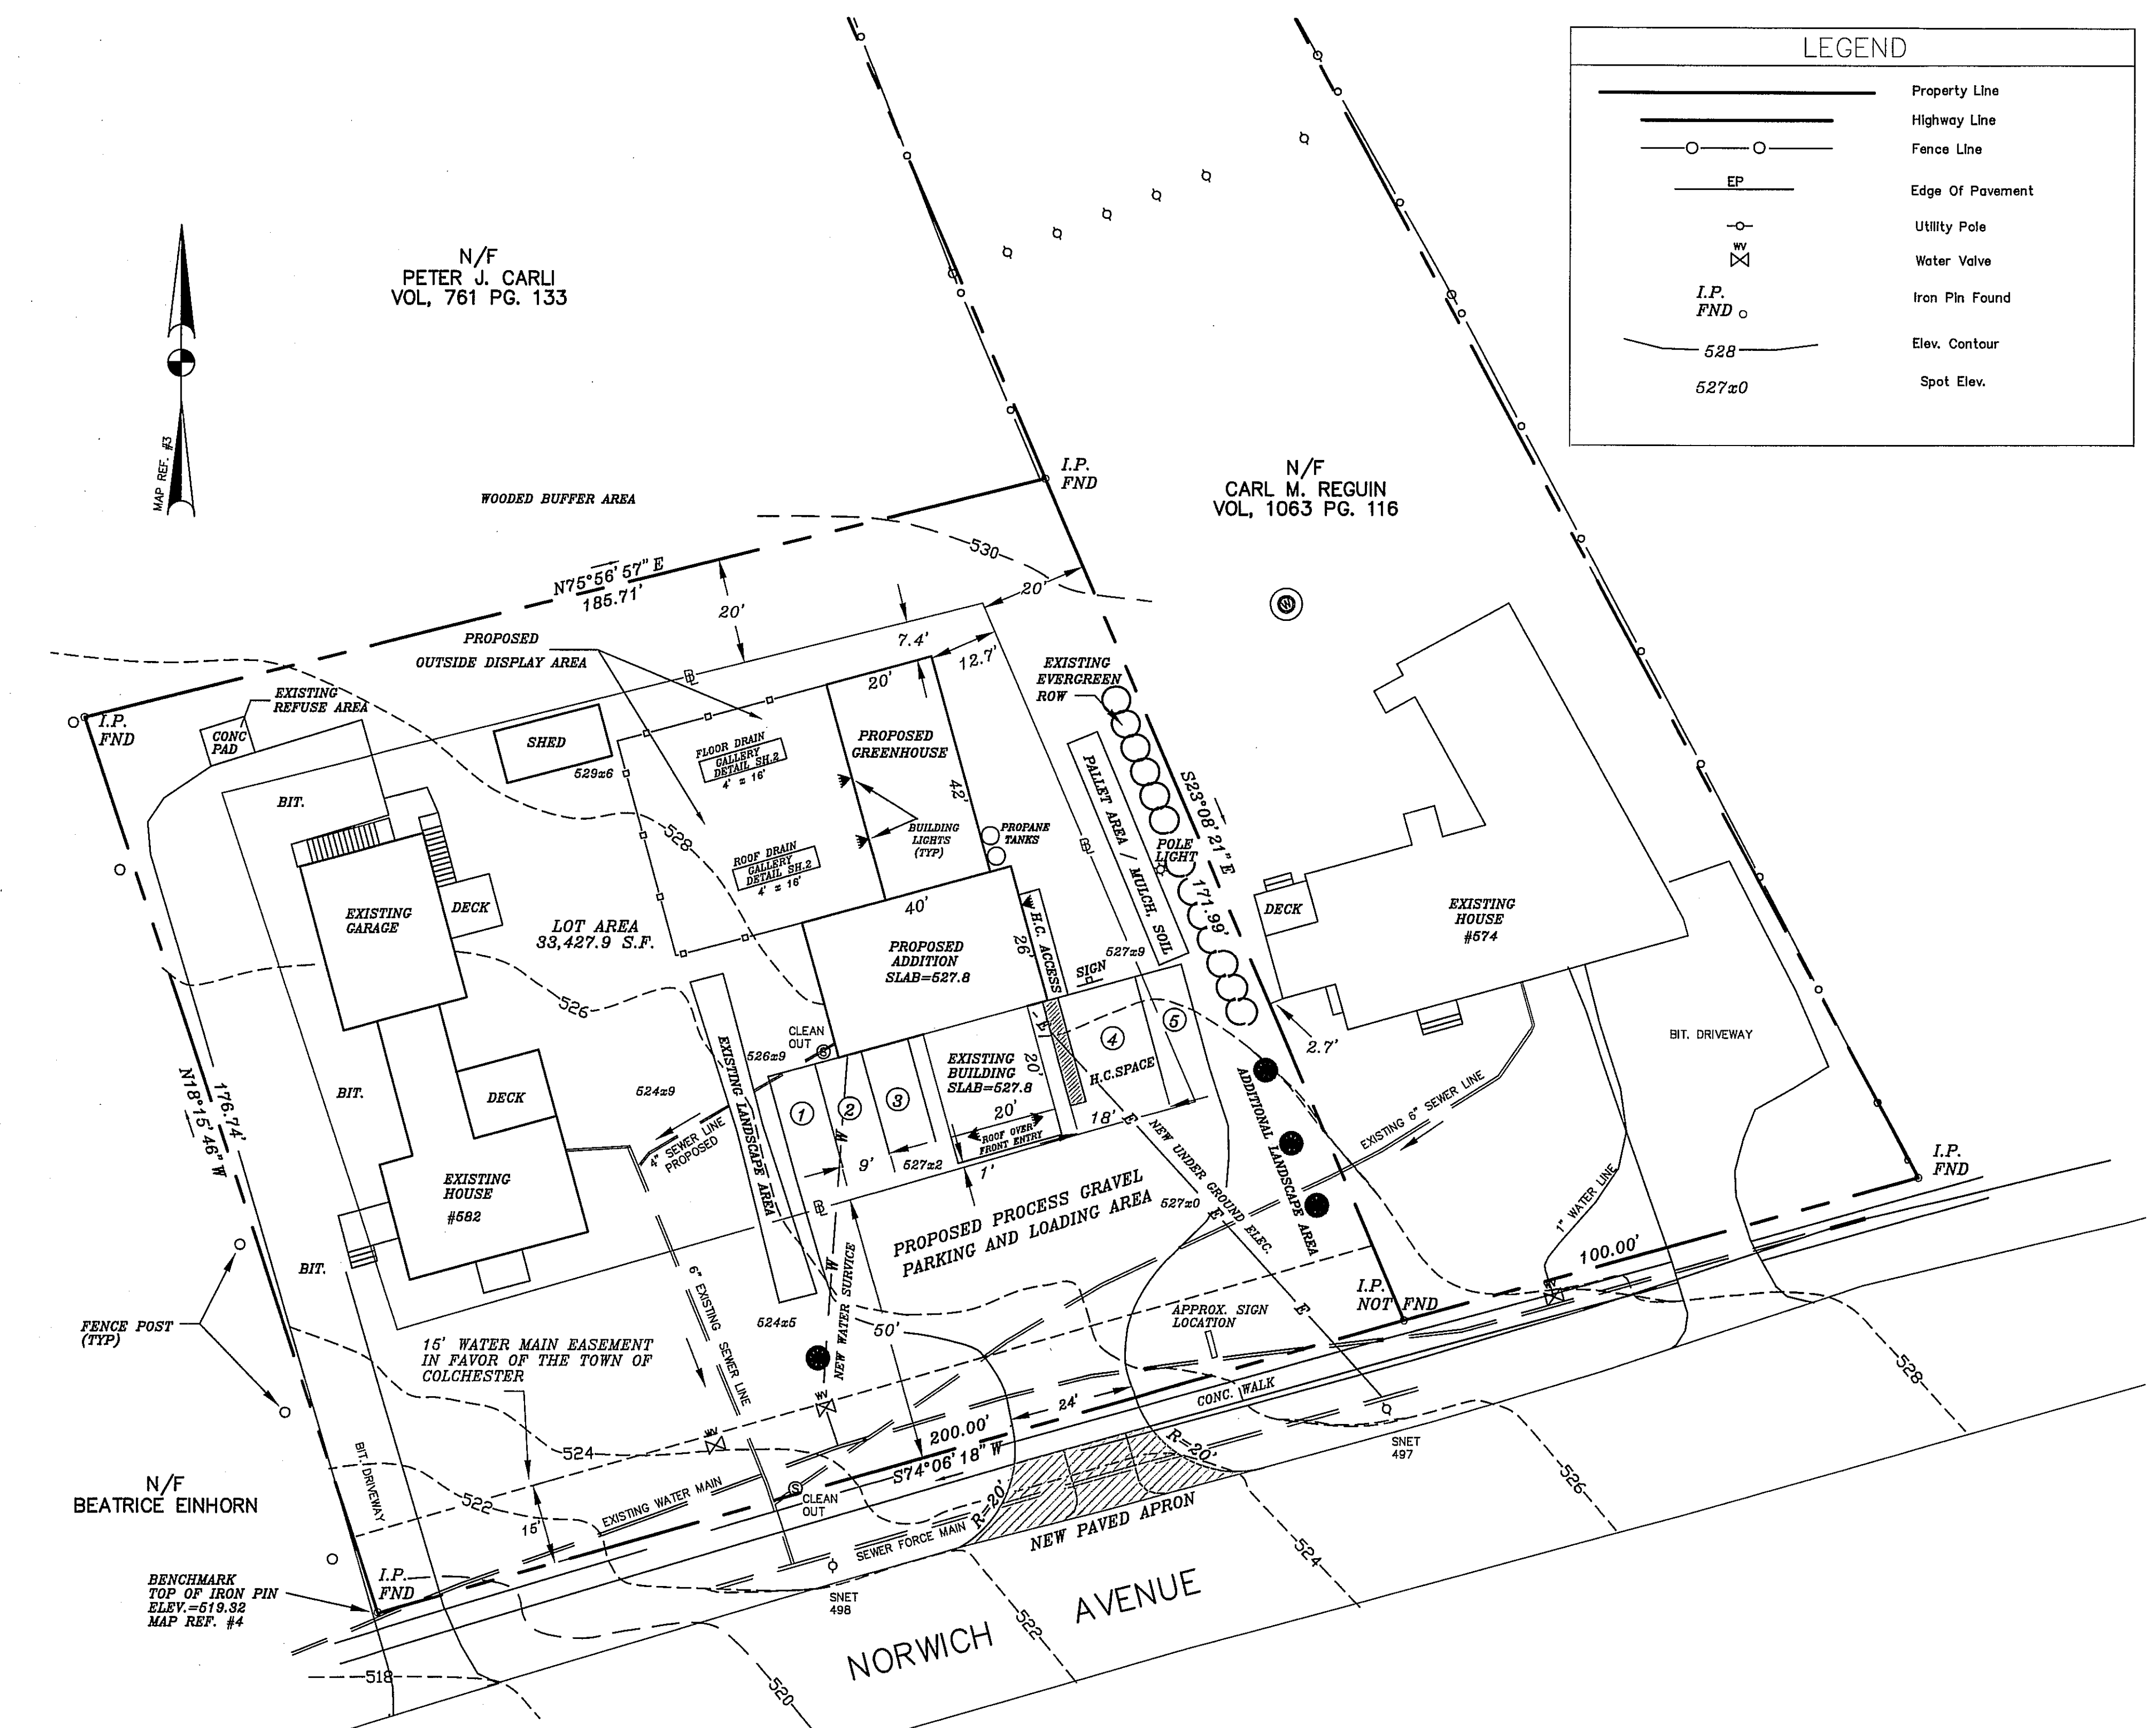 LEGEND
Property Line
Highway Line
Fence Line
EP
Edge Of Pavement
Utility Pole
WV
Water Valve
I.P.
FND
Iron Pin Found
528
Elev. Contour
527x0
Spot Elev.
N/F
PETER J. CARLI
VOL, 761 PG. 133
MAP REF. #3
WOODED BUFFER AREA
I.P.
FND
N/F
CARL M. REGUIN
VOL, 1063 PG. 116
530
N75°56'57" E
185.71'
20'
20'
7.4'
12.7'
PROPOSED
OUTSIDE DISPLAY AREA
W
EXISTING
EVERGREEN
ROW
EXISTING
REFUSE AREA
I.P.
FND
CONC
PAD
SHED
529x6
FLOOR DRAIN
GALLERY
DETAIL SH.2
4' x 16'
20'
PROPOSED
GREENHOUSE
42'
BIT.
528
BUILDING
LIGHTS
(TYP)
PROPANE
TANKS
PALLET AREA / MULCH, SOIL
S23°08'21" E
171.99'
POLE
LIGHT
ROOF DRAIN
GALLERY
DETAIL SH.2
4' x 16'
EXISTING
GARAGE
DECK
LOT AREA
33,427.9 S.F.
40'
PROPOSED
ADDITION
SLAB=527.8
26'
H.C. ACCESS
527x9
SIGN
DECK
EXISTING
HOUSE
#574
526
CLEAN
OUT
S
526x9
524x9
EXISTING LANDSCAPE AREA
1
2
3
EXISTING
BUILDING
SLAB=527.8
E
20'
20'
ROOF OVER
FRONT ENTRY
4
5
H.C.SPACE
18'
2.7'
BIT. DRIVEWAY
N18°15'46" W
176.74'
BIT.
DECK
4" SEWER LINE
PROPOSED
W
9'
527x2
1'
E
NEW UNDER GROUND ELEC.
ADDITIONAL LANDSCAPE AREA
EXISTING 6" SEWER LINE
EXISTING
HOUSE
#582
PROPOSED PROCESS GRAVEL
PARKING AND LOADING AREA
527x0
E
1" WATER LINE
I.P.
FND
BIT.
W
NEW WATER SURVICE
6" EXISTING SEWER LINE
100.00'
FENCE POST
(TYP)
524x5
50'
E
I.P.
NOT FND
APPROX. SIGN
LOCATION
WV
15' WATER MAIN EASEMENT
IN FAVOR OF THE TOWN OF
COLCHESTER
WV
WV
24'
CONC. WALK
528
524
200.00'
S74°06'18" W
R=20'
SNET
497
526
N/F
BEATRICE EINHORN
BIT. DRIVEWAY
522
EXISTING WATER MAIN
S
CLEAN
OUT
15'
SEWER FORCE MAIN
R=20'
NEW PAVED APRON
524
BENCHMARK
TOP OF IRON PIN
ELEV.=519.32
MAP REF. #4
I.P.
FND
SNET
498
522
NORWICH AVENUE
518
520